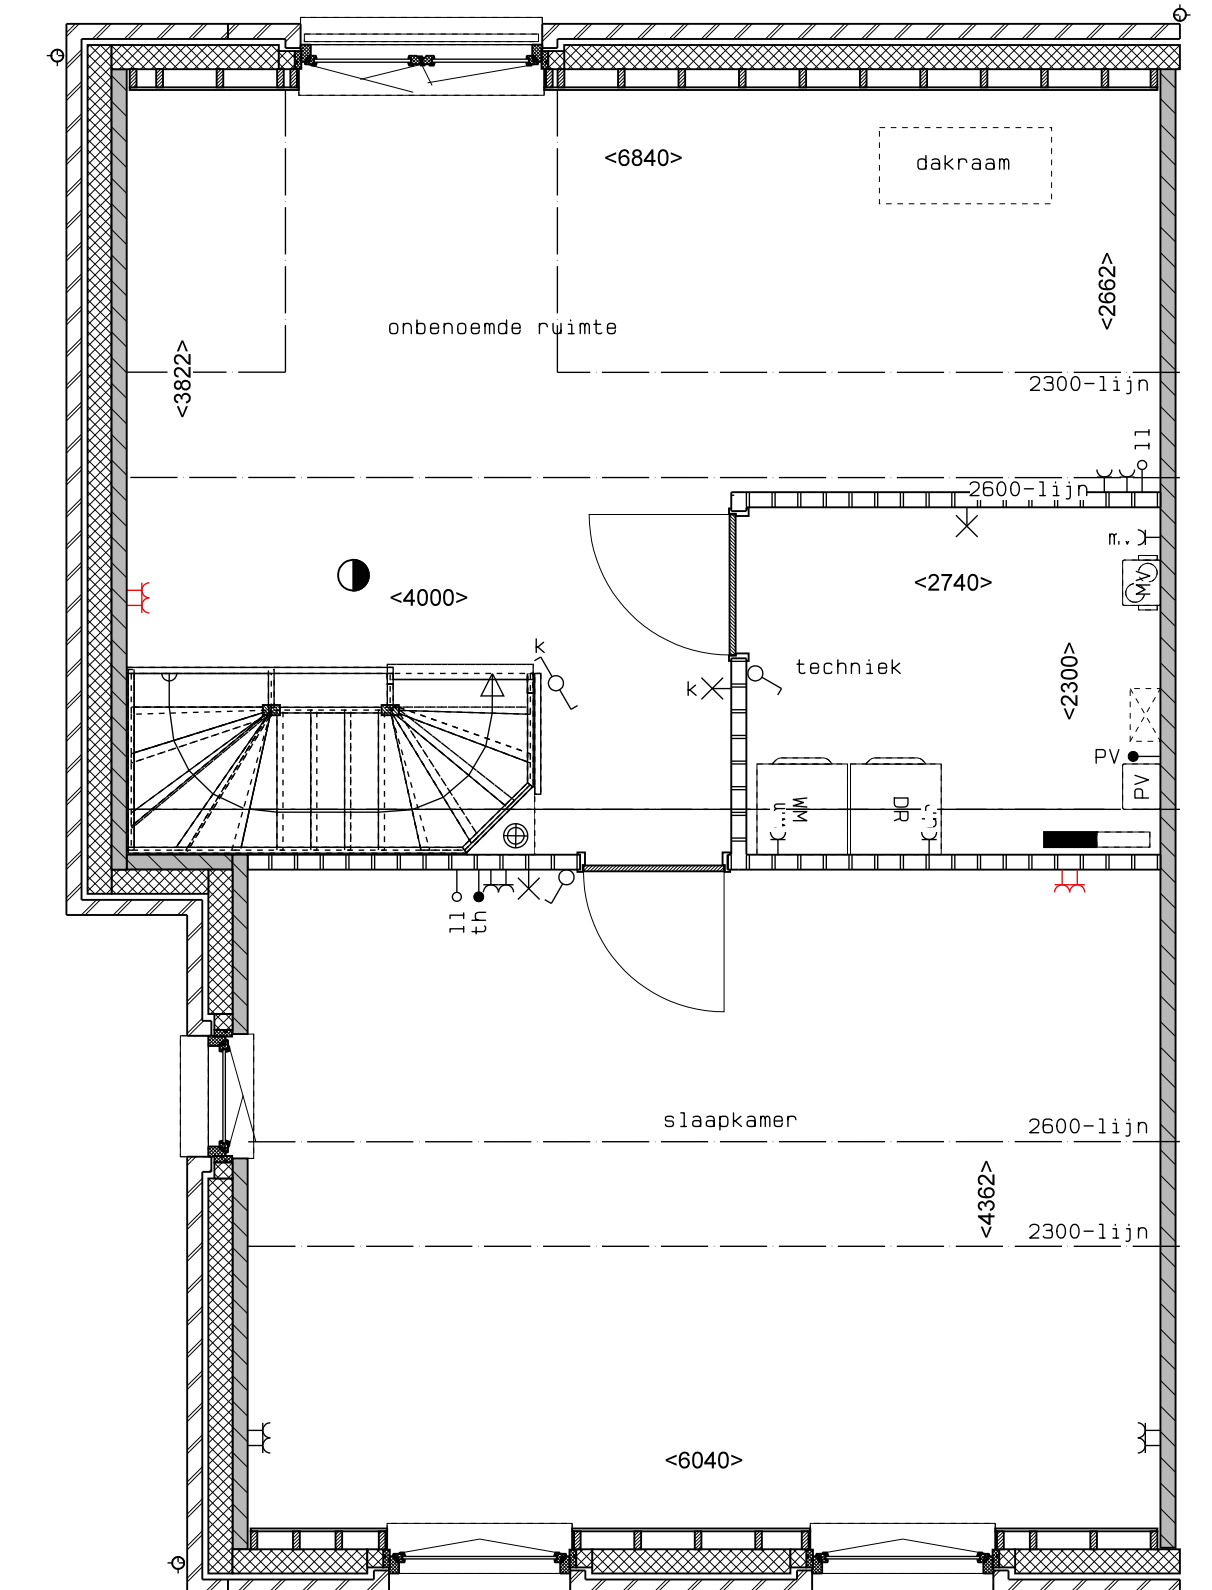 <6840>
dakraam
<2662>
onbenoemde ruimte
<3822>
2300-lijn
ll
2600-lijn
<2740>
MV
<4000>
k
techniek
k
<2300>
PV
PV
WM
DR
ll
th
slaapkamer
2600-lijn
<4362>
2300-lijn
<6040>